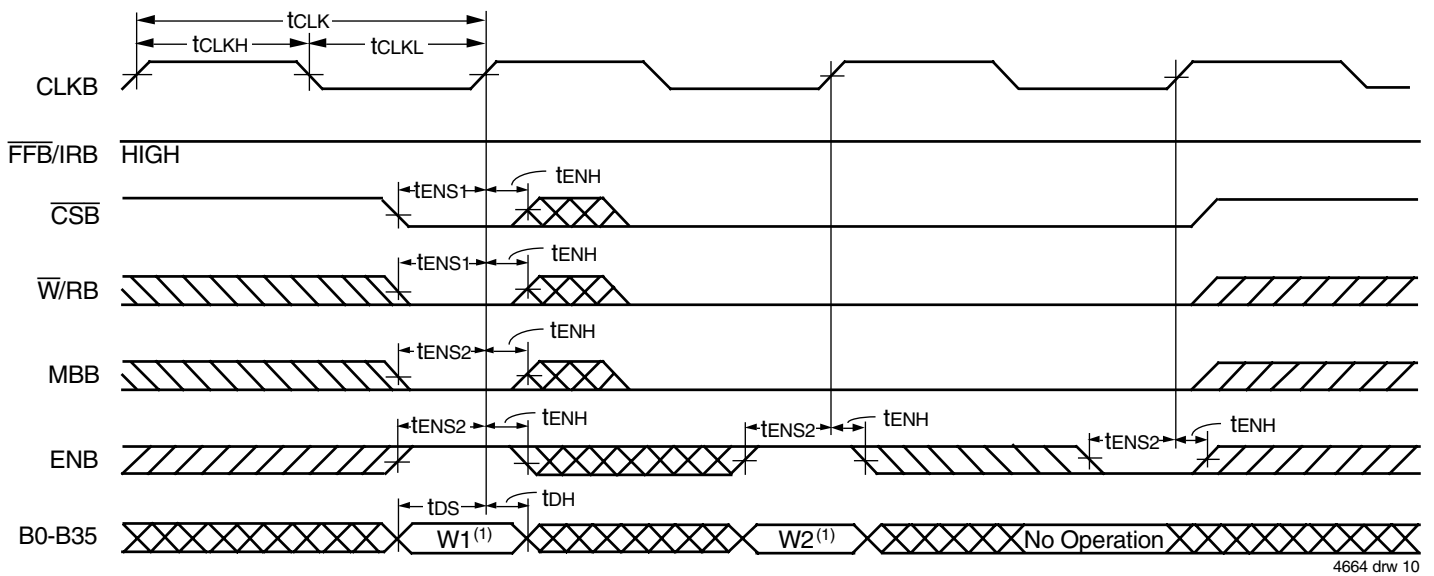 tCLK
tCLKH tCLKL
CLKB
FFB/IRB HIGH
tENS1 tENH
CSB
tENS1 tENH
W/RB
tENS2 tENH
MBB
tENS2 tENH tENS2 tENH tENS2 tENH
ENB
tDS tDH
B0-B35 W1(1) W2(1) No Operation
4664 drw 10